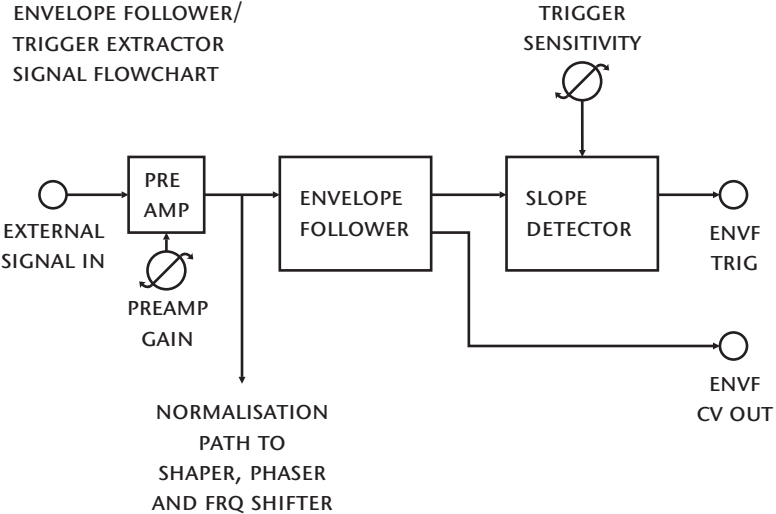 ENVELOPE FOLLOWER/
TRIGGER EXTRACTOR
SIGNAL FLOWCHART
TRIGGER
SENSITIVITY
PRE
AMP
ENVELOPE
FOLLOWER
SLOPE
DETECTOR
EXTERNAL
SIGNAL IN
ENVF
TRIG
PREAMP
GAIN
ENVF
CV OUT
NORMALISATION
PATH TO
SHAPER, PHASER
AND FRQ SHIFTER